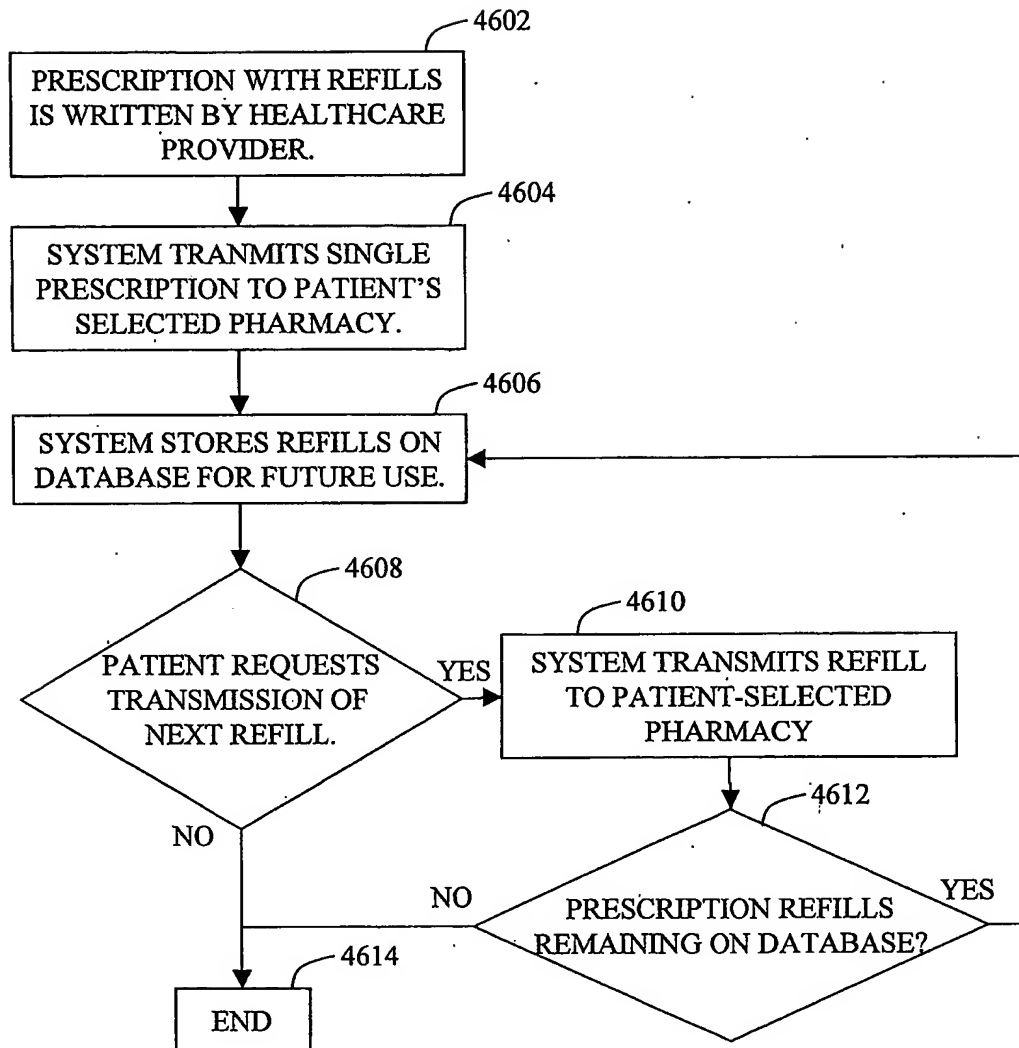 4602
PRESCRIPTION WITH REFILLS
IS WRITTEN BY HEALTHCARE
PROVIDER.
4604
SYSTEM TRANMITS SINGLE
PRESCRIPTION TO PATIENT'S
SELECTED PHARMACY.
4606
SYSTEM STORES REFILLS ON
DATABASE FOR FUTURE USE.
4608
PATIENT REQUESTS
TRANSMISSION OF
NEXT REFILL.
YES
4610
SYSTEM TRANSMITS REFILL
TO PATIENT-SELECTED
PHARMACY
NO
4612
PRESCRIPTION REFILLS
REMAINING ON DATABASE?
NO
YES
4614
END